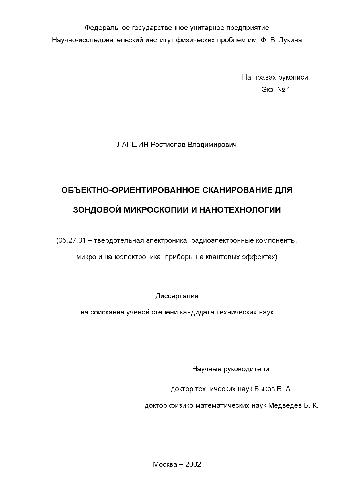 Федеральное государственное унитарное предприятие
Научно-исследовательский институт физических проблем им. Ф. В. Лукина
На правах рукописи
Экз. №
ЛАПШИН Ростислав Владимирович
ОБЪЕКТНО-ОРИЕНТИРОВАННОЕ СКАНИРОВАНИЕ ДЛЯ
ЗОНДОВОЙ МИКРОСКОПИИ И НАНОТЕХНОЛОГИИ
(05.27.01 – твердотельная электроника, радиоэлектронные компоненты,
микро и наноэлектроника, приборы на квантовых эффектах)
Диссертация
на соискание ученой степени кандидата технических наук
Научные руководители:
доктор технических наук Быков В. А.
доктор физико-математических наук Медведев Б. К.
Москва – 2002